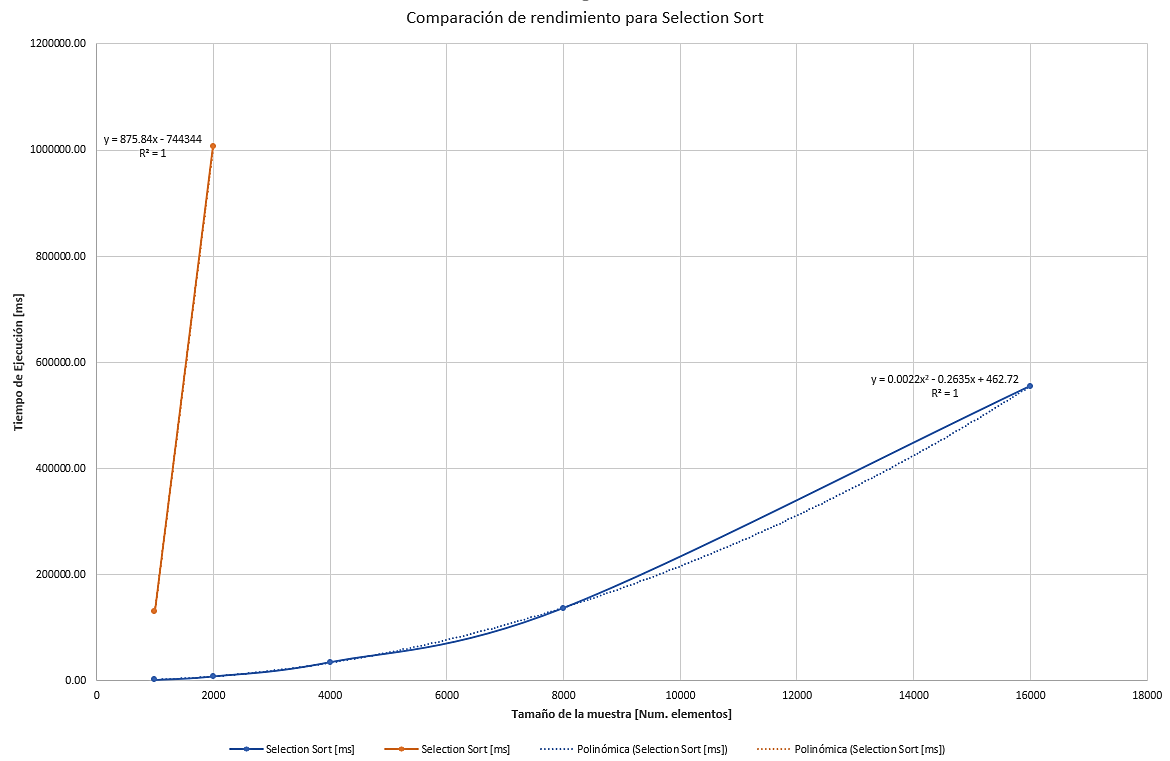 Comparación de rendimiento para Selection Sort
1200000.00
1000000.00
800000.00
600000.00
400000.00
200000.00
0.00
Tiempo de Ejecución [ms]
y = 875.84x - 744344
R² = 1
y = 0.0022x² - 0.2635x + 462.72
R² = 1
0 2000 4000 6000 8000 10000 12000 14000 16000 18000
Tamaño de la muestra [Num. elementos]
Selection Sort [ms] Selection Sort [ms] Polinómica (Selection Sort [ms]) Polinómica (Selection Sort [ms])